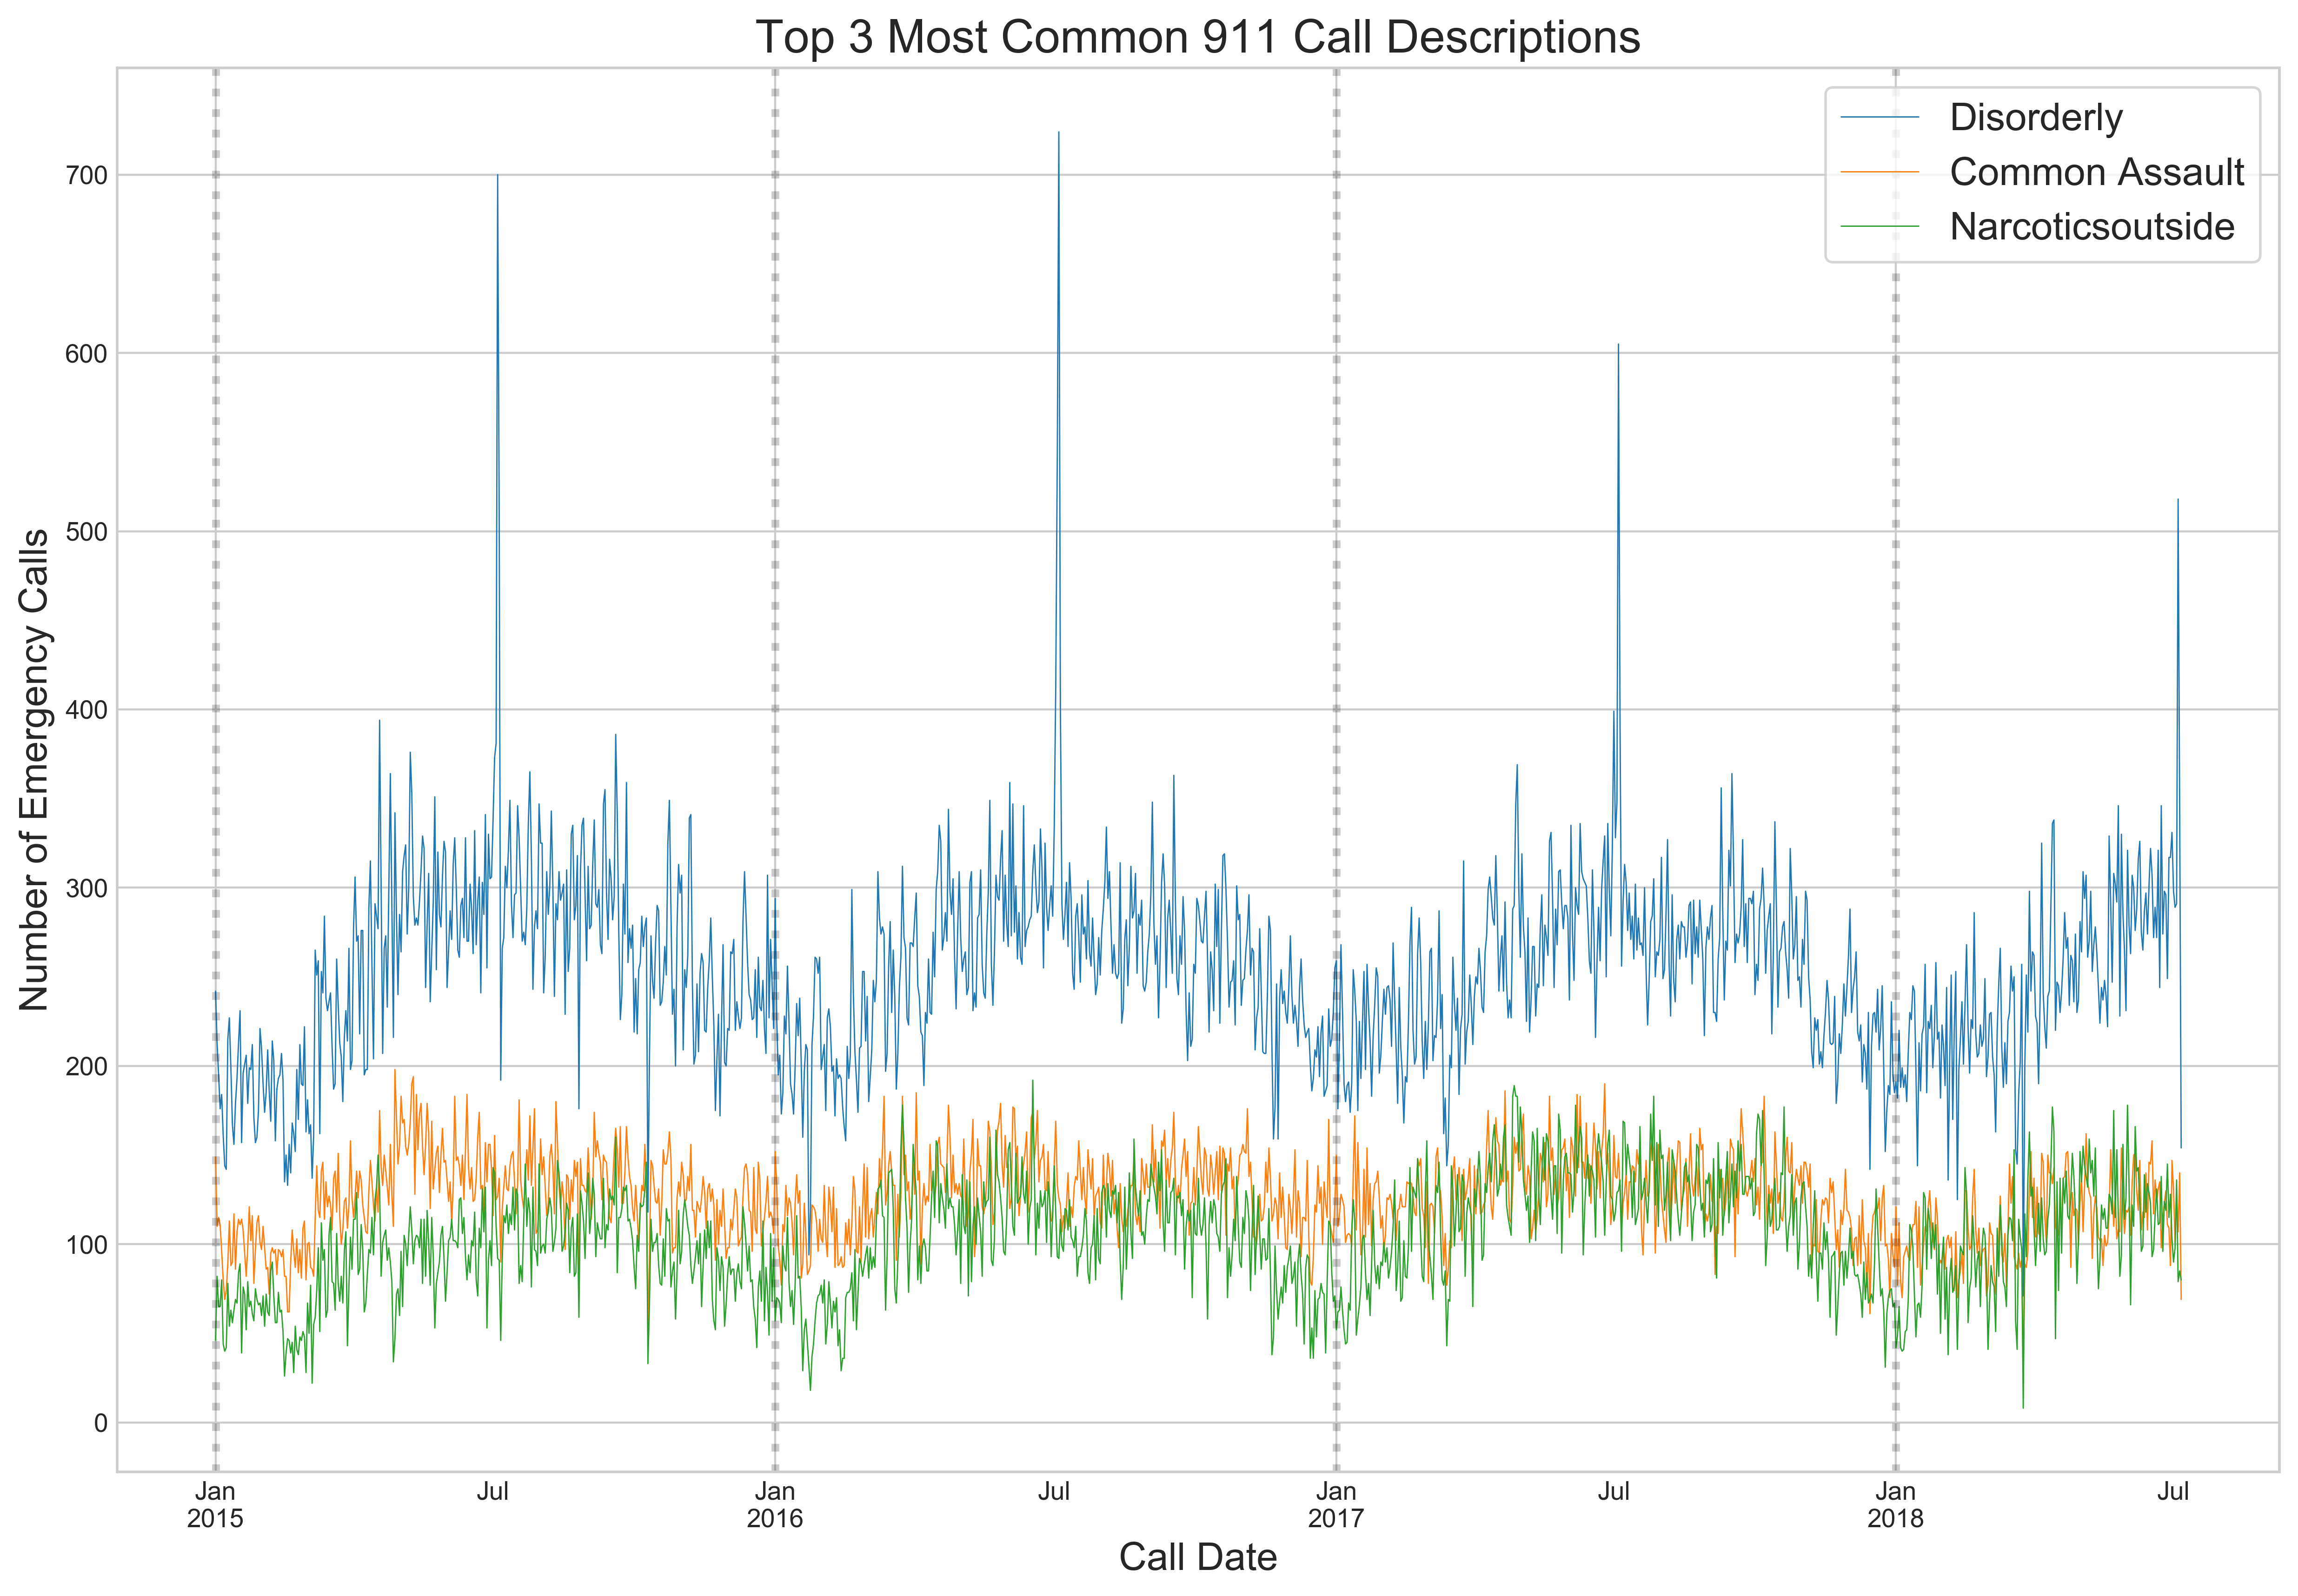 Top 3 Most Common 911 Call Descriptions
Disorderly
Common Assault
Narcoticsoutside
Number of Emergency Calls
700
600
500
400
300
200
100
0
Jan Jul Jan Jul Jan Jul Jan Jul
2015 2016 2017 2018
Call Date